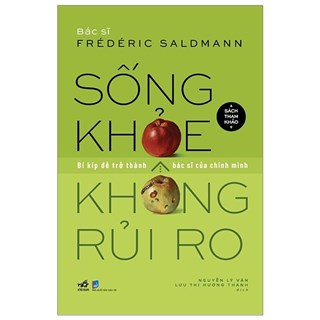 Bác sĩ
FRÉDÉRIC SALDMANN
SỐNG
KHỎE
SÁCH
THAM
KHẢO
Bí kíp để trở thành bác sĩ của chính mình
KHÔNG
RỦI RO
NGUYỄN LÝ VÂN
LƯU THỊ HƯƠNG THANH
dịch